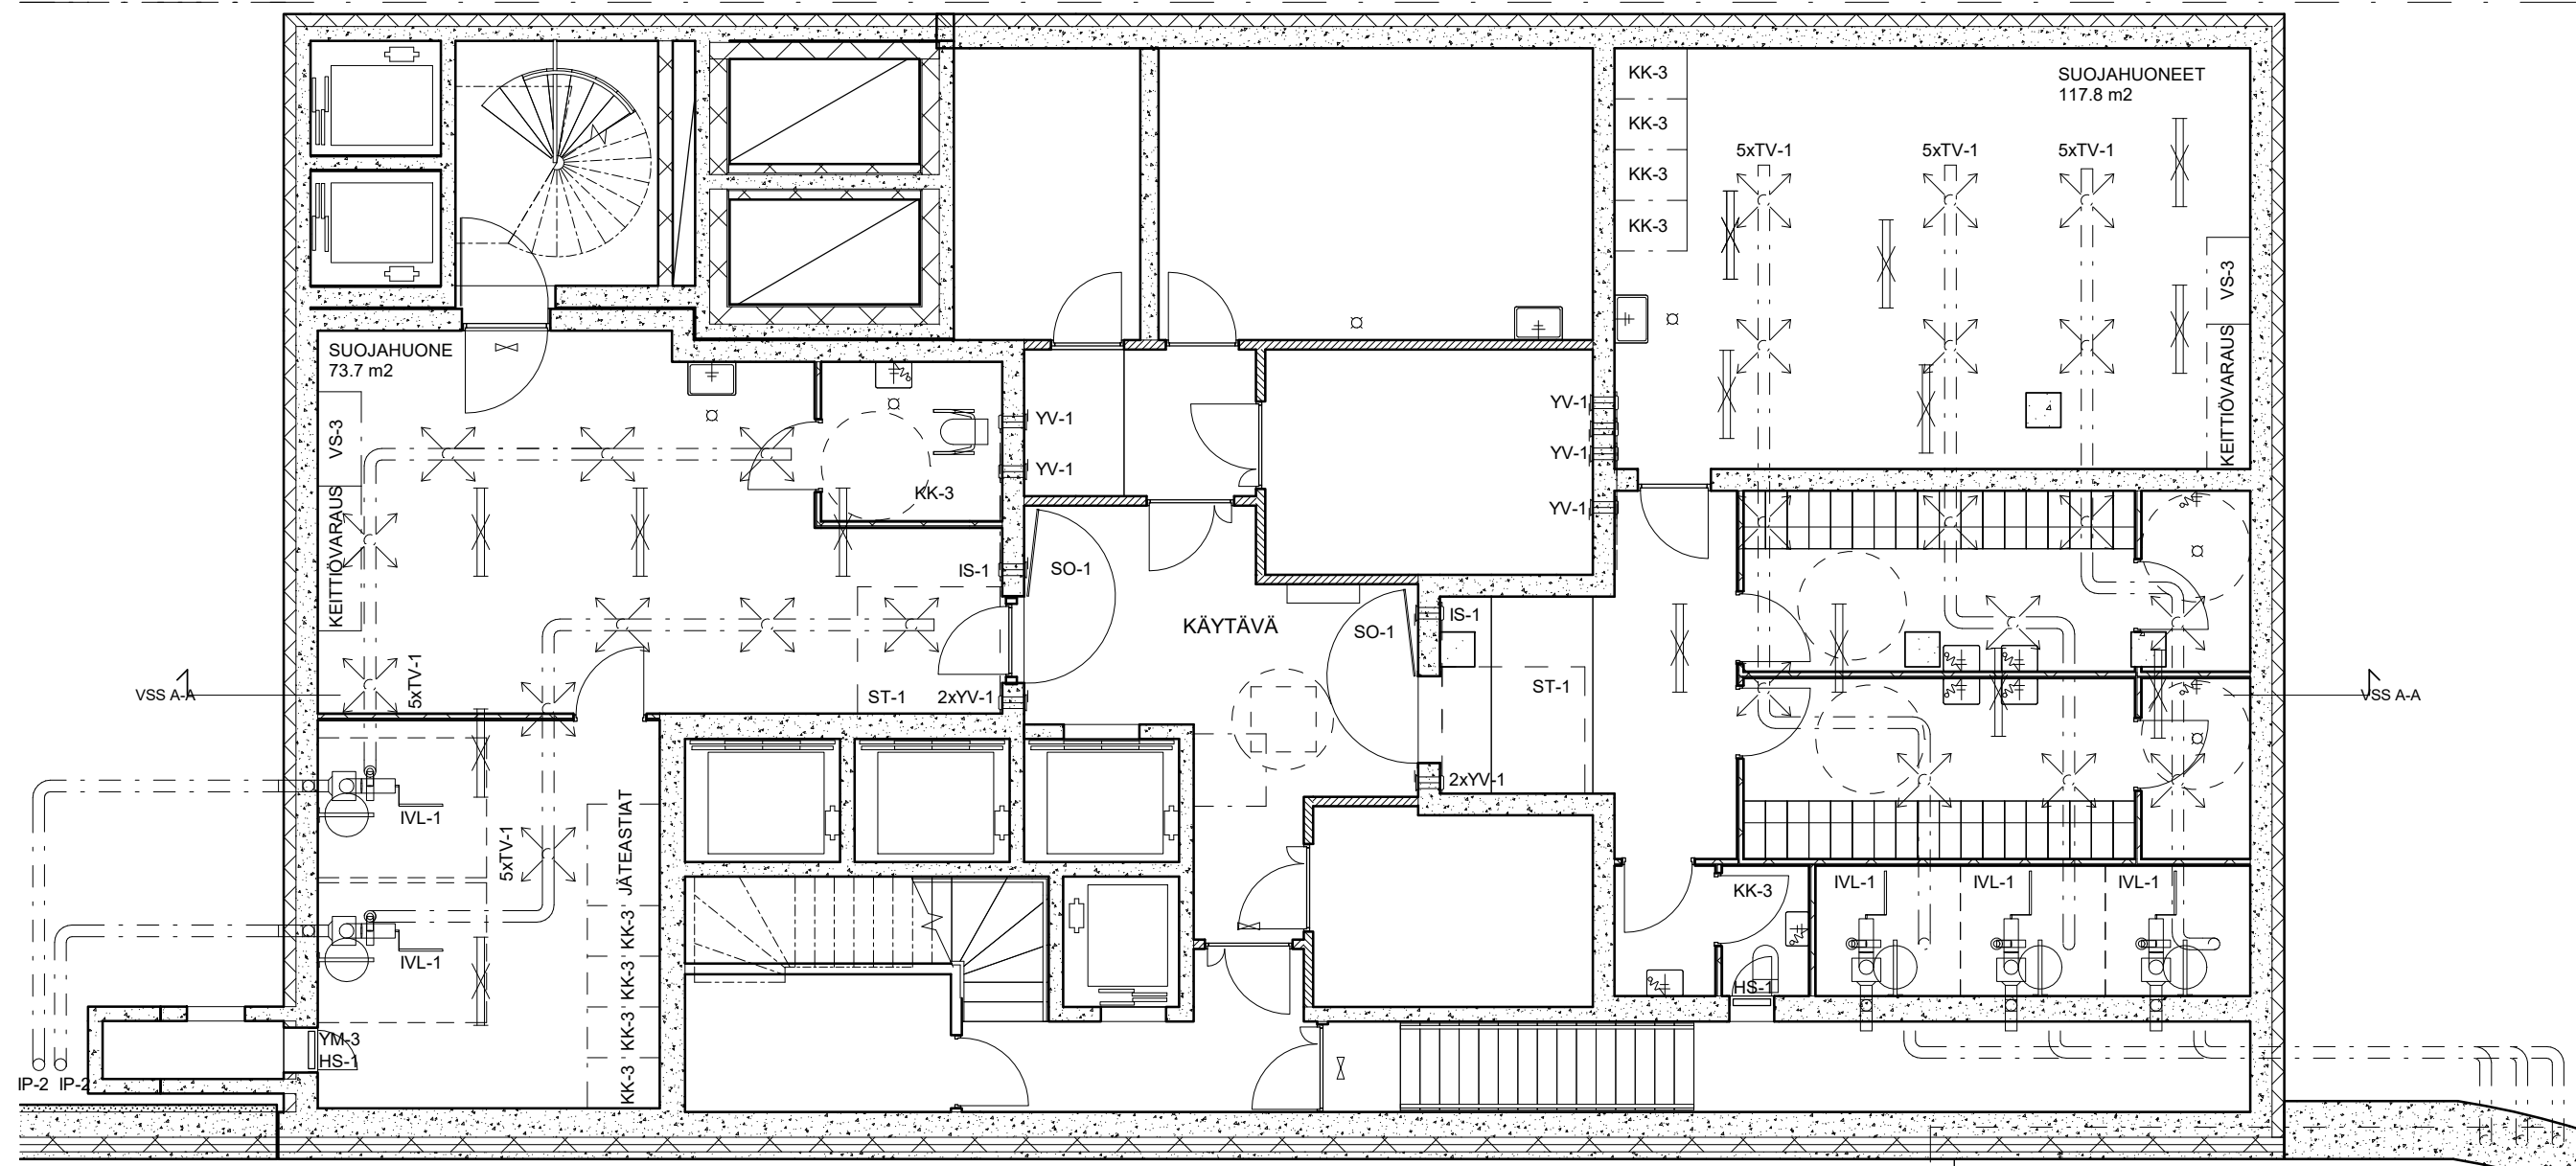 KK-3
KK-3
KK-3
KK-3
SUOJAHUONEET
117.8 m2
5xTV-1
5xTV-1
5xTV-1
VS-3
KEITTIÖVARAUS
SUOJAHUONE
73.7 m2
VS-3
KEITTIÖVARAUS
KK-3
YV-1
YV-1
YV-1
YV-1
YV-1
IS-1
SO-1
KÄYTÄVÄ
SO-1
IS-1
ST-1
2xYV-1
ST-1
2xYV-1
VSS A-A
VSS A-A
5xTV-1
5xTV-1
IVL-1
IVL-1
JÄTEASTIAT
KK-3
KK-3
KK-3
KK-3
YM-3
HS-1
IP-2
IP-2
KK-3
HS-1
IVL-1
IVL-1
IVL-1